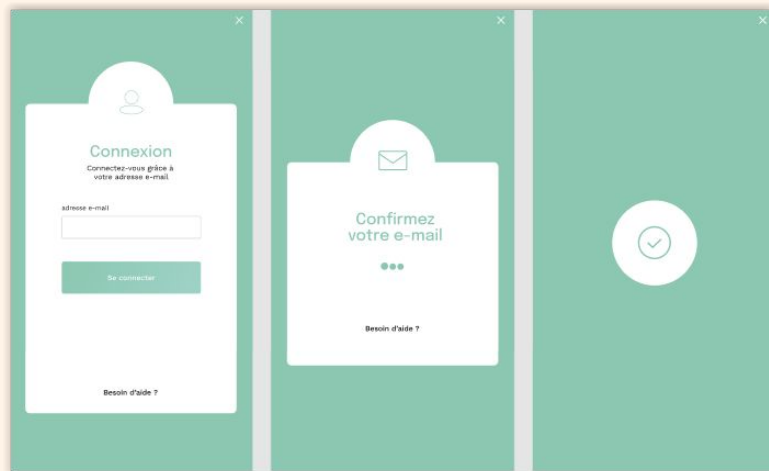 Connexion
Connectez-vous grâce à
votre adresse e-mail
adresse e-mail
Se connecter
Besoin d'aide ?
Confirmez
votre e-mail
Besoin d'aide ?